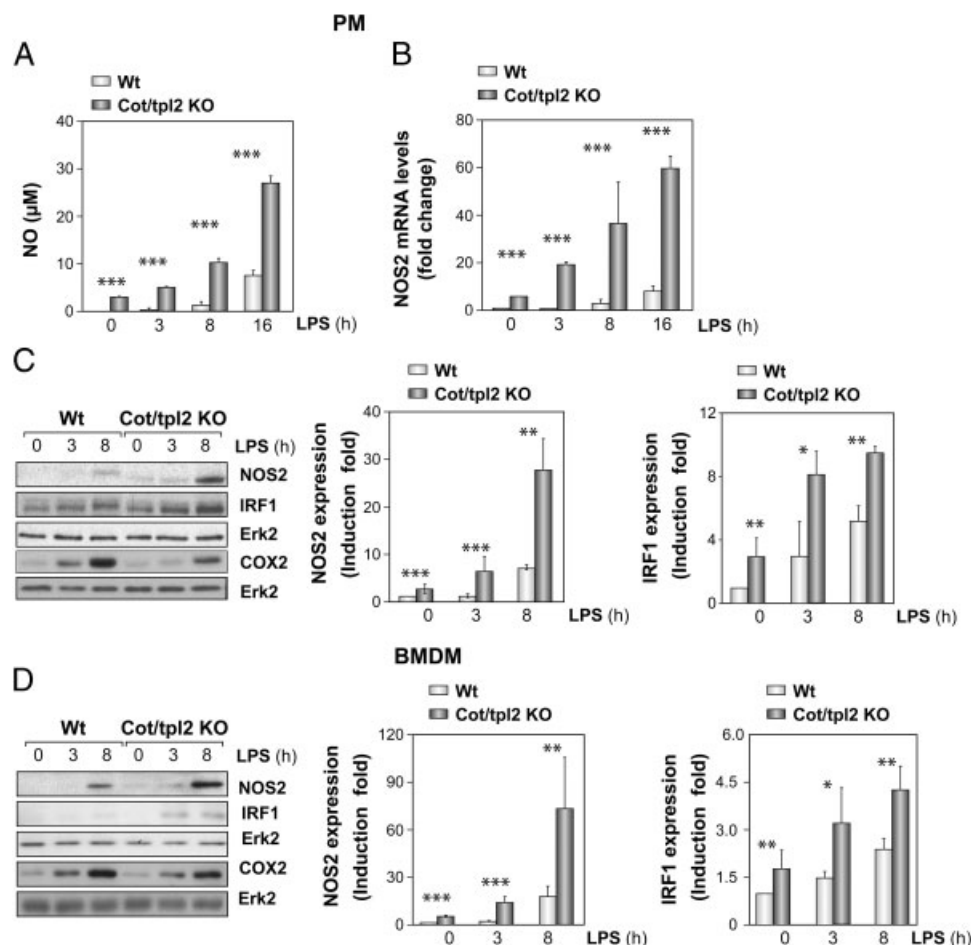 PM
A
Wt
Cot/tpl2 KO
NO (µM)
40
30
20
10
0
*** *** *** ***
0 3 8 16 LPS (h)
B
Wt
Cot/tpl2 KO
NOS2 mRNA levels
(fold change)
80
60
40
20
0
*** *** *** ***
0 3 8 16 LPS (h)
C
Wt Cot/tpl2 KO
0 3 8 0 3 8 LPS (h)
NOS2
IRF1
Erk2
COX2
Erk2
Wt
Cot/tpl2 KO
NOS2 expression
(Induction fold)
40
30
20
10
0
*** *** **
0 3 8 LPS (h)
Wt
Cot/tpl2 KO
IRF1 expression
(Induction fold)
12
9
6
3
0
** * **
0 3 8 LPS (h)
BMDM
D
Wt Cot/tpl2 KO
0 3 8 0 3 8 LPS (h)
NOS2
IRF1
Erk2
COX2
Erk2
Wt
Cot/tpl2 KO
NOS2 expression
(Induction fold)
120
90
60
30
0
*** *** **
0 3 8 LPS (h)
Wt
Cot/tpl2 KO
IRF1 expression
(Induction fold)
6.0
4.5
3.0
1.5
0
** * **
0 3 8 LPS (h)